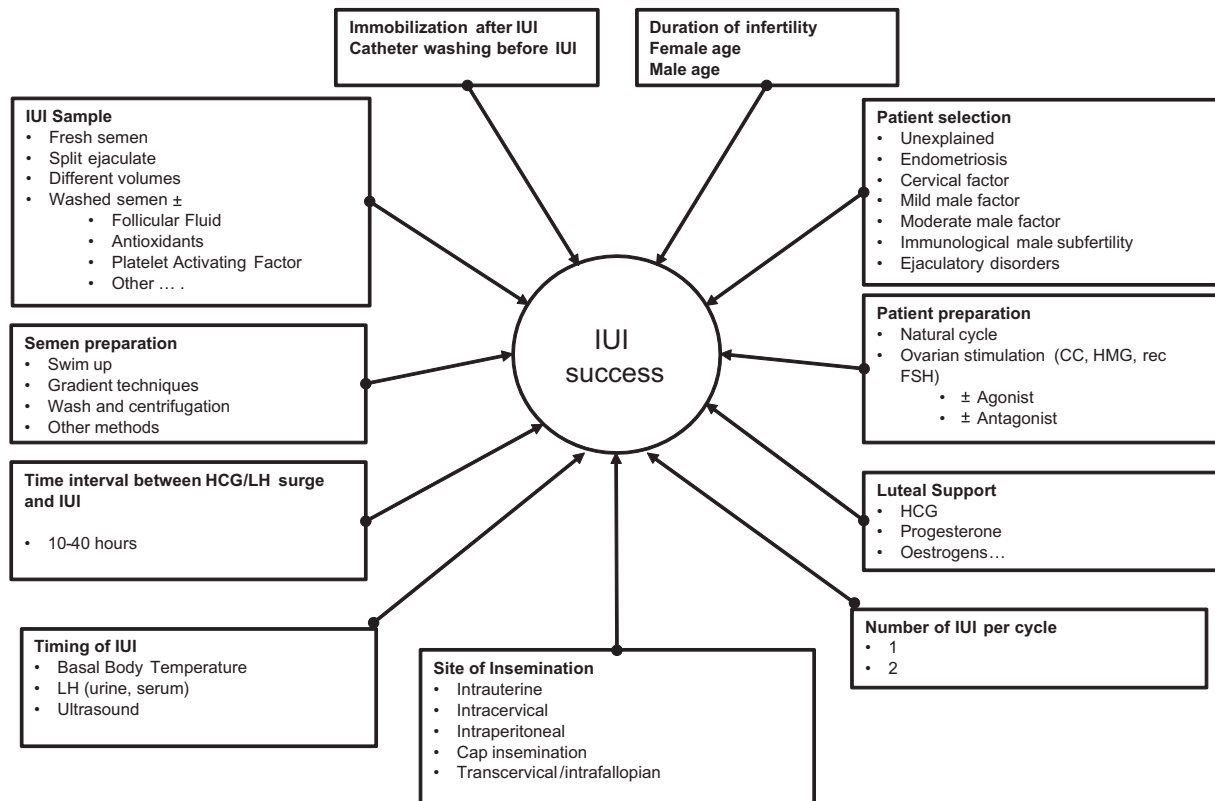 Immobilization after IUI
Catheter washing before IUI
Duration of infertility
Female age
Male age
IUI Sample
• Fresh semen
• Split ejaculate
• Different volumes
• Washed semen ±
• Follicular Fluid
• Antioxidants
• Platelet Activating Factor
• Other … .
Patient selection
• Unexplained
• Endometriosis
• Cervical factor
• Mild male factor
• Moderate male factor
• Immunological male subfertility
• Ejaculatory disorders
IUI
success
Semen preparation
• Swim up
• Gradient techniques
• Wash and centrifugation
• Other methods
Patient preparation
• Natural cycle
• Ovarian stimulation (CC, HMG, rec
FSH)
• ± Agonist
• ± Antagonist
Time interval between HCG/LH surge
and IUI
• 10-40 hours
Luteal Support
• HCG
• Progesterone
• Oestrogens…
Timing of IUI
• Basal Body Temperature
• LH (urine, serum)
• Ultrasound
Site of Insemination
• Intrauterine
• Intracervical
• Intraperitoneal
• Cap insemination
• Transcervical/intrafallopian
Number of IUI per cycle
• 1
• 2